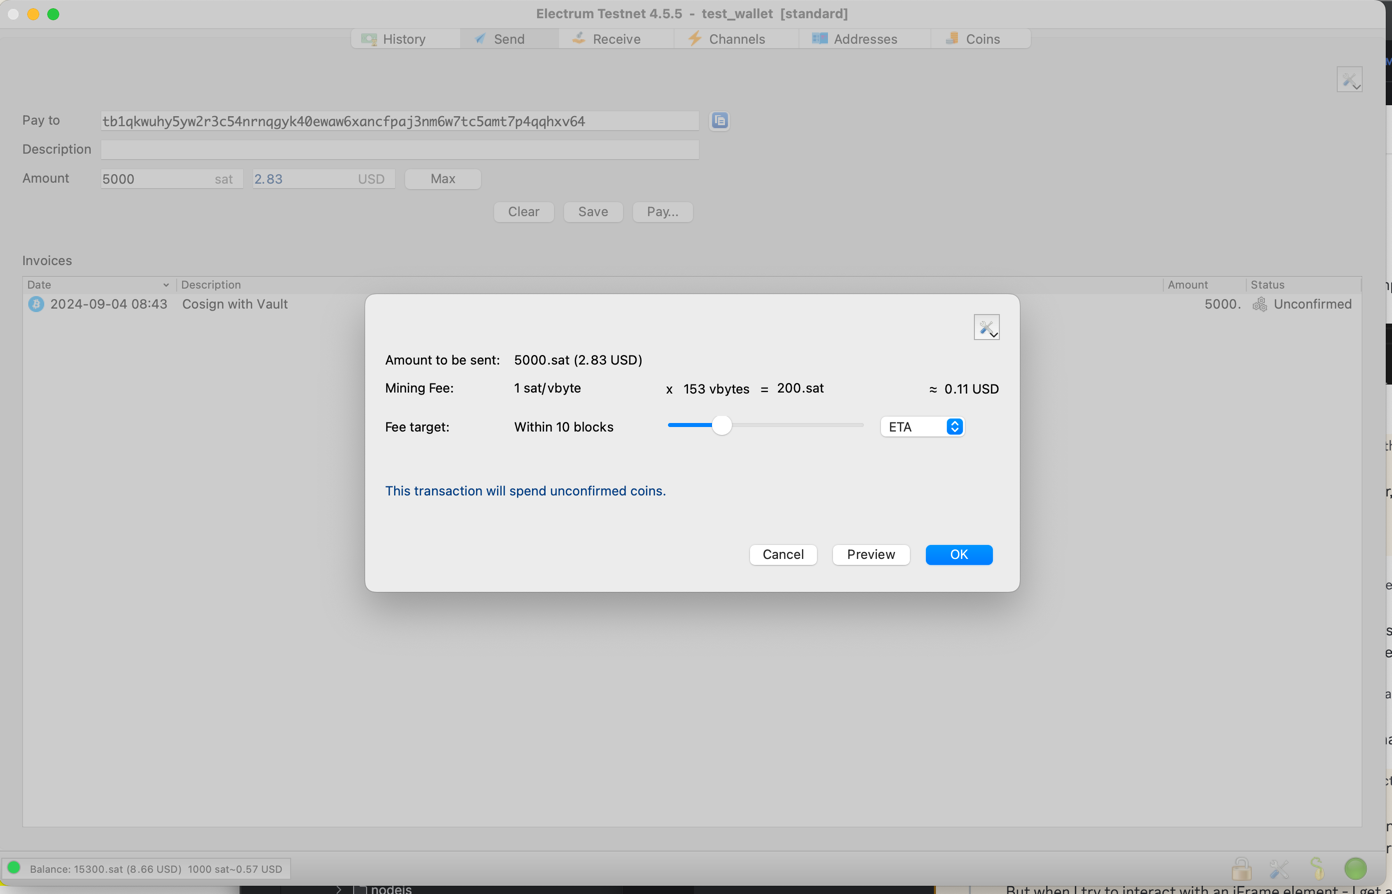 Electrum Testnet 4.5.5 - test_wallet [standard]
History Send Receive Channels Addresses Coins
Pay to tb1qkwuhy5yw2r3c54nrnqgyk40ewaw6xancfpaj3nm6w7tc5amt7p4qqhxv64
Description
Amount 5000 sat 2.83 USD Max
Clear Save Pay...
Invoices
Date Description Amount Status
2024-09-04 08:43 Cosign with Vault 5000. Unconfirmed
Amount to be sent: 5000.sat (2.83 USD)
Mining Fee: 1 sat/vbyte x 153 vbytes = 200.sat ≈ 0.11 USD
Fee target: Within 10 blocks ETA
This transaction will spend unconfirmed coins.
Cancel Preview OK
Balance: 15300.sat (8.66 USD) 1000 sat~0.57 USD
nodejs
But when I try to interact with an iFrame element - I get a